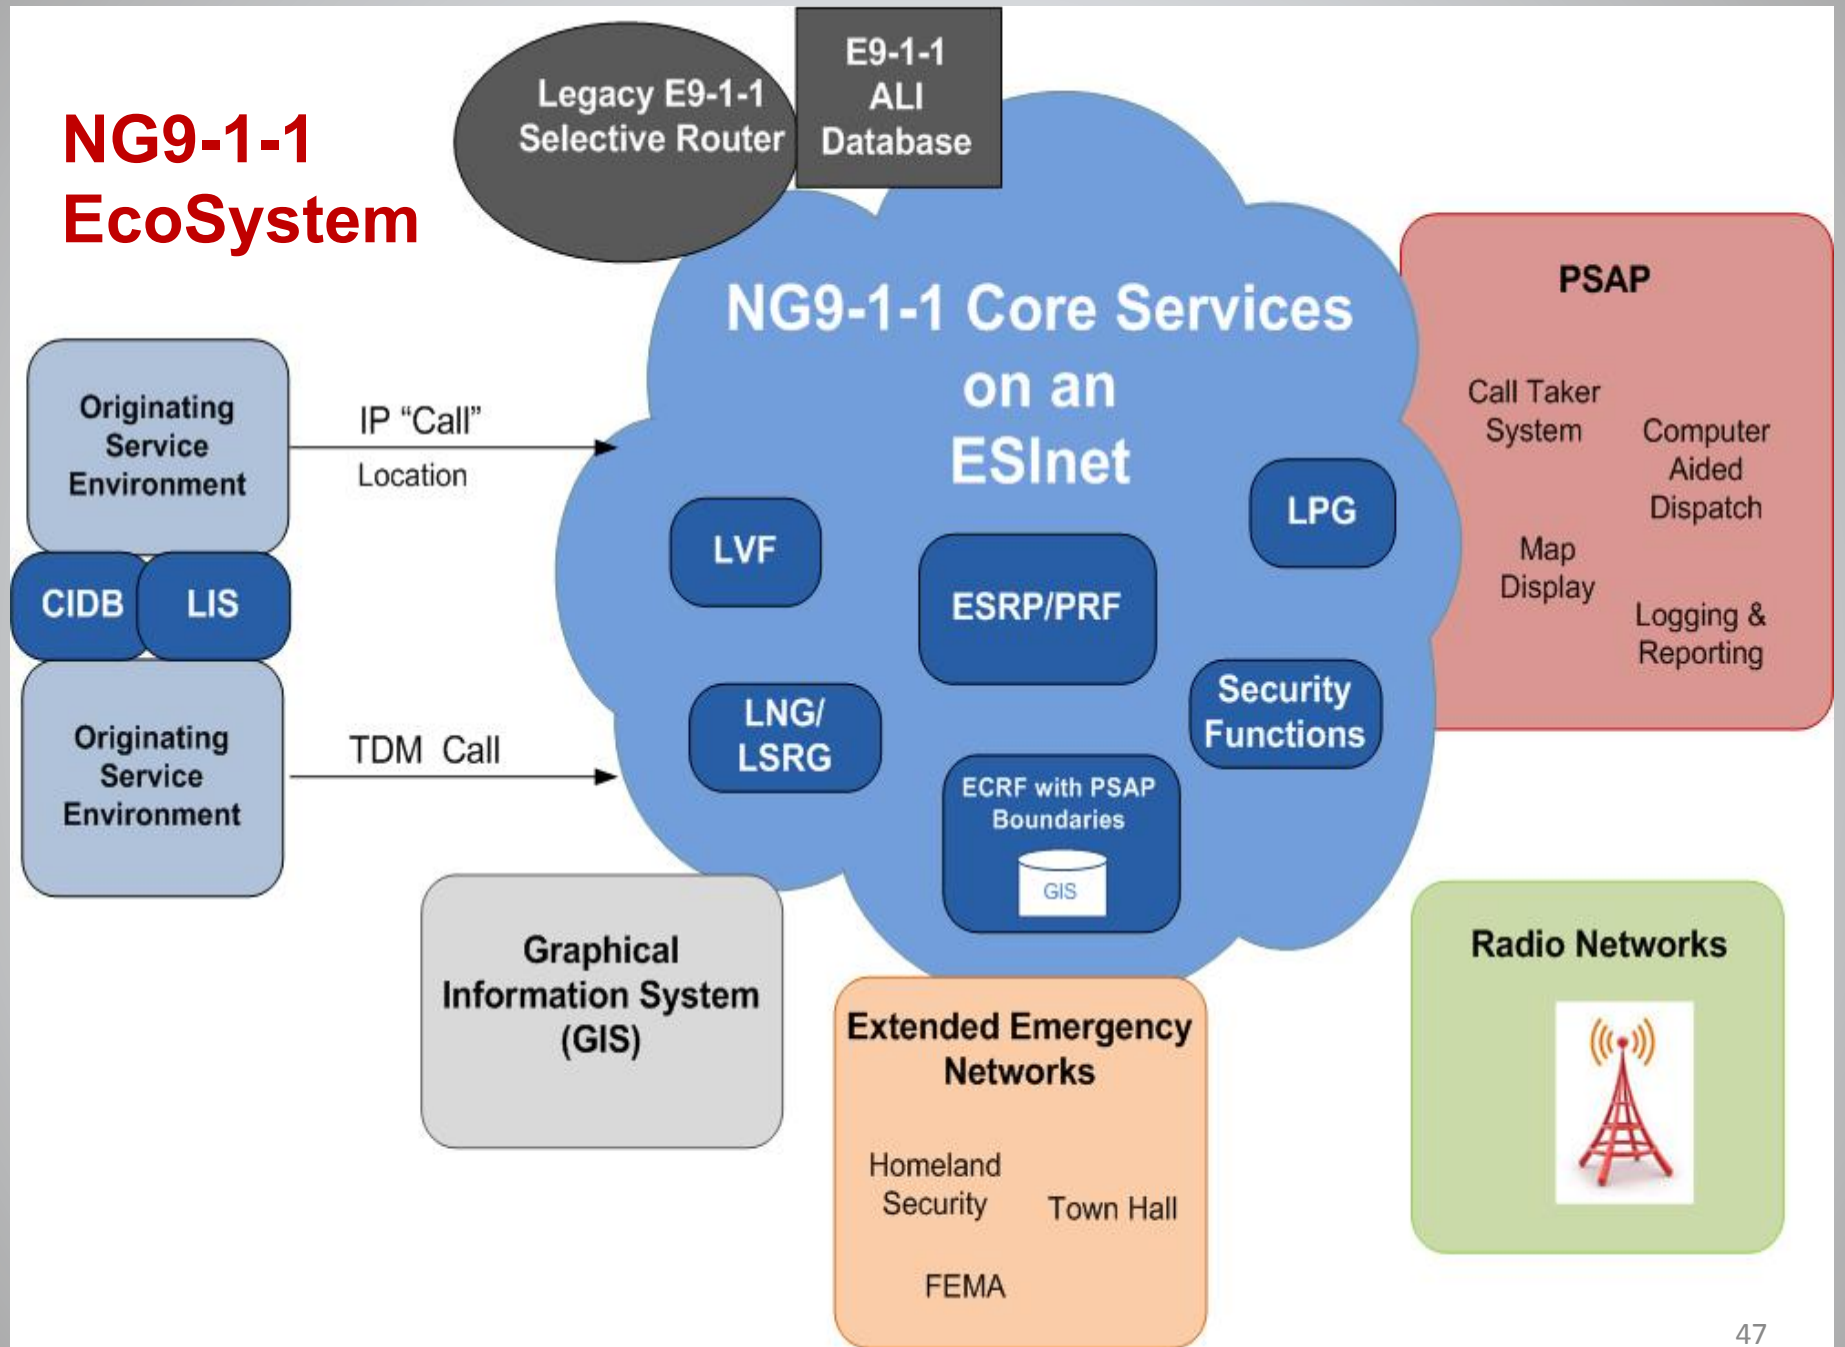 NG9-1-1
EcoSystem
Legacy E9-1-1
Selective Router
E9-1-1
ALI
Database
NG9-1-1 Core Services
on an
ESInet
Originating
Service
Environment
IP “Call”
Location
CIDB
LIS
Originating
Service
Environment
TDM Call
LVF
ESRP/PRF
LPG
LNG/
LSRG
Security
Functions
ECRF with PSAP
Boundaries
GIS
PSAP
Call Taker
System
Computer
Aided
Dispatch
Map
Display
Logging &
Reporting
Graphical
Information System
(GIS)
Extended Emergency
Networks
Homeland
Security
Town Hall
FEMA
Radio Networks
47